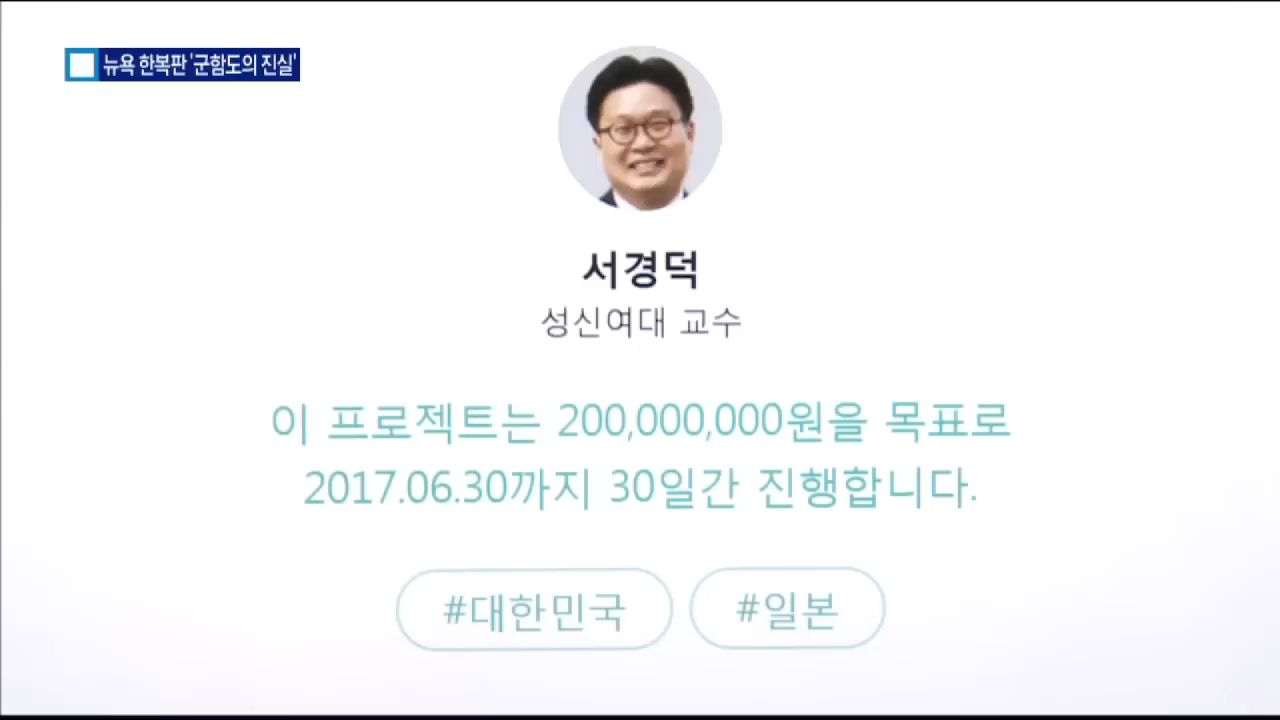 뉴욕 한복판 '군함도의 진실'
서경덕
성신여대 교수
이 프로젝트는 200,000,000원을 목표로
2017.06.30까지 30일간 진행합니다.
#대한민국 #일본